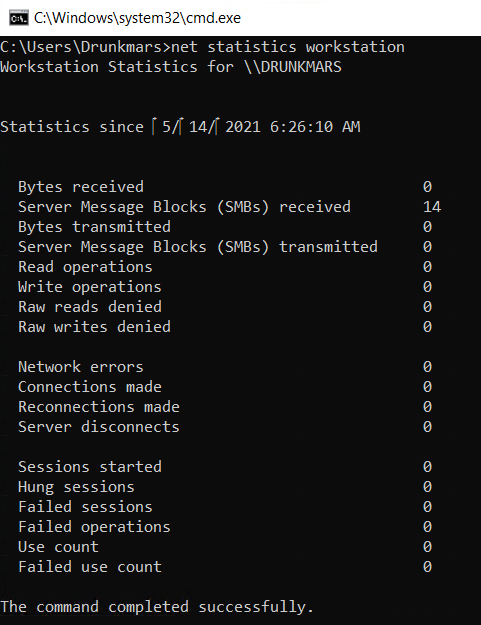 C:\Windows\system32\cmd.exe
C:\Users\Drunkmars>net statistics workstation
Workstation Statistics for \\DRUNKMARS
Statistics since 5/ 14/ 2021 6:26:10 AM
Bytes received 0
Server Message Blocks (SMBs) received 14
Bytes transmitted 0
Server Message Blocks (SMBs) transmitted 0
Read operations 0
Write operations 0
Raw reads denied 0
Raw writes denied 0
Network errors 0
Connections made 0
Reconnections made 0
Server disconnects 0
Sessions started 0
Hung sessions 0
Failed sessions 0
Failed operations 0
Use count 0
Failed use count 0
The command completed successfully.